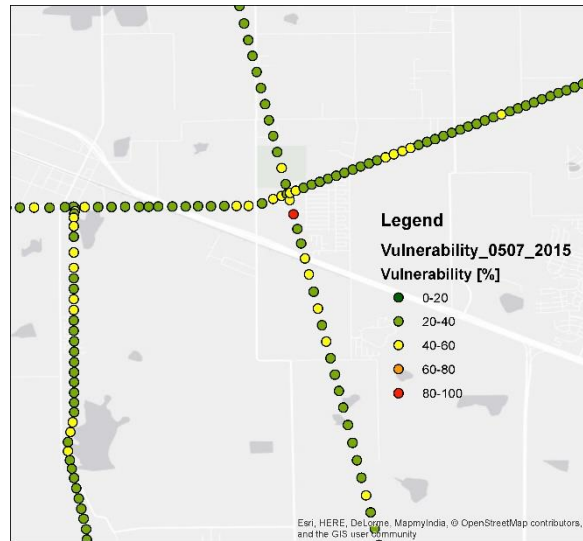 Legend
Vulnerability_0507_2015
Vulnerability [%]
0-20
20-40
40-60
60-80
80-100
Esri, HERE, DeLorme, MapmyIndia, © OpenStreetMap contributors,
and the GIS user community